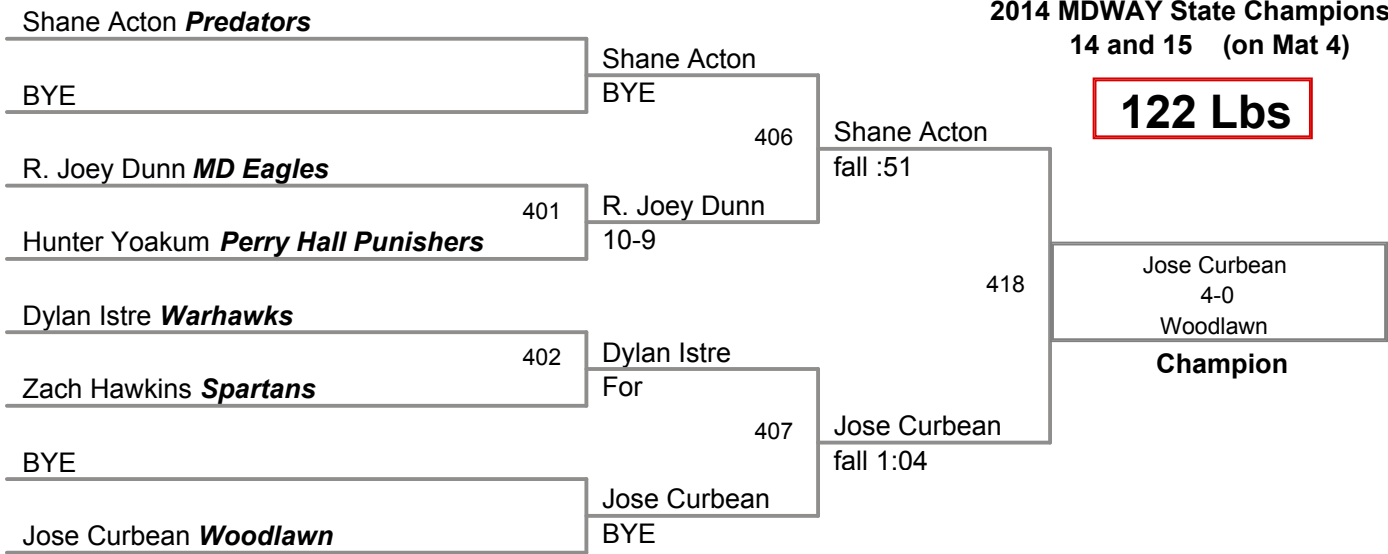 2014 MDWAY State Champions
14 and 15 (on Mat 4)
122 Lbs
Shane Acton Predators
BYE
R. Joey Dunn MD Eagles
401
Hunter Yoakum Perry Hall Punishers
Dylan Istre Warhawks
402
Zach Hawkins Spartans
BYE
Jose Curbean Woodlawn
Shane Acton
BYE
406
R. Joey Dunn
10-9
Dylan Istre
For
407
Jose Curbean
BYE
Shane Acton
fall :51
418
Jose Curbean
fall 1:04
Jose Curbean
4-0
Woodlawn
Champion